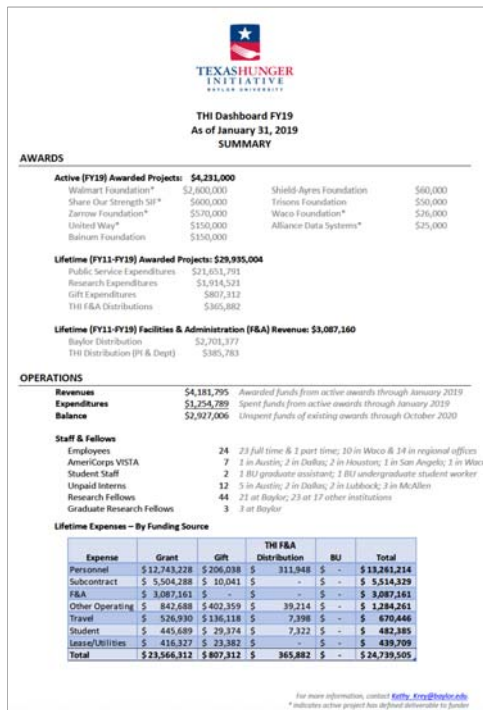 TEXAS HUNGER
INITIATIVE
BAYLOR UNIVERSITY
THI Dashboard FY19
As of January 31, 2019
SUMMARY
AWARDS
Active (FY19) Awarded Projects: $4,231,000
Walmart Foundation* $2,600,000 Shield-Ayres Foundation $60,000
Share Our Strength SIF* $600,000 Trisons Foundation $50,000
Zarrow Foundation* $570,000 Waco Foundation* $26,000
United Way* $150,000 Alliance Data Systems* $25,000
Bainum Foundation $150,000
Lifetime (FY11-FY19) Awarded Projects: $29,935,004
Public Service Expenditures $21,651,791
Research Expenditures $1,914,521
Gift Expenditures $807,312
THI F&A Distributions $365,882
Lifetime (FY11-FY19) Facilities & Administration (F&A) Revenue: $3,087,160
Baylor Distribution $2,701,377
THI Distribution (PI & Dept) $385,783
OPERATIONS
Revenues $4,181,795 Awarded funds from active awards through January 2019
Expenditures $1,254,789 Spent funds from active awards through January 2019
Balance $2,927,006 Unspent funds of existing awards through October 2020
Staff & Fellows
Employees 24 23 full time & 1 part time; 10 in Waco & 14 in regional offices
AmeriCorps VISTA 7 1 in Austin; 2 in Dallas; 2 in Houston; 1 in San Angelo; 1 in Waco
Student Staff 2 1 BU graduate assistant; 1 BU undergraduate student worker
Unpaid Interns 12 5 in Austin; 2 in Dallas; 2 in Lubbock; 3 in McAllen
Research Fellows 44 21 at Baylor; 23 at 17 other institutions
Graduate Research Fellows 3 3 at Baylor
Lifetime Expenses – By Funding Source
THI F&A
Expense Grant Gift Distribution BU Total
Personnel $12,743,228 $206,038 $ 311,948 $ - $13,261,214
Subcontract $ 5,504,288 $ 10,041 $ - $ - $ 5,514,329
F&A $ 3,087,161 $ - $ - $ - $ 3,087,161
Other Operating $ 842,688 $402,359 $ 39,214 $ - $ 1,284,261
Travel $ 526,930 $136,118 $ 7,398 $ - $ 670,446
Student $ 445,689 $ 29,374 $ 7,322 $ - $ 482,385
Lease/Utilities $ 416,327 $ 23,382 $ - $ - $ 439,709
Total $23,566,312 $807,312 $ 365,882 $ - $24,739,505
For more information, contact Kathy_Krey@baylor.edu.
* indicates active project has defined deliverable to funder